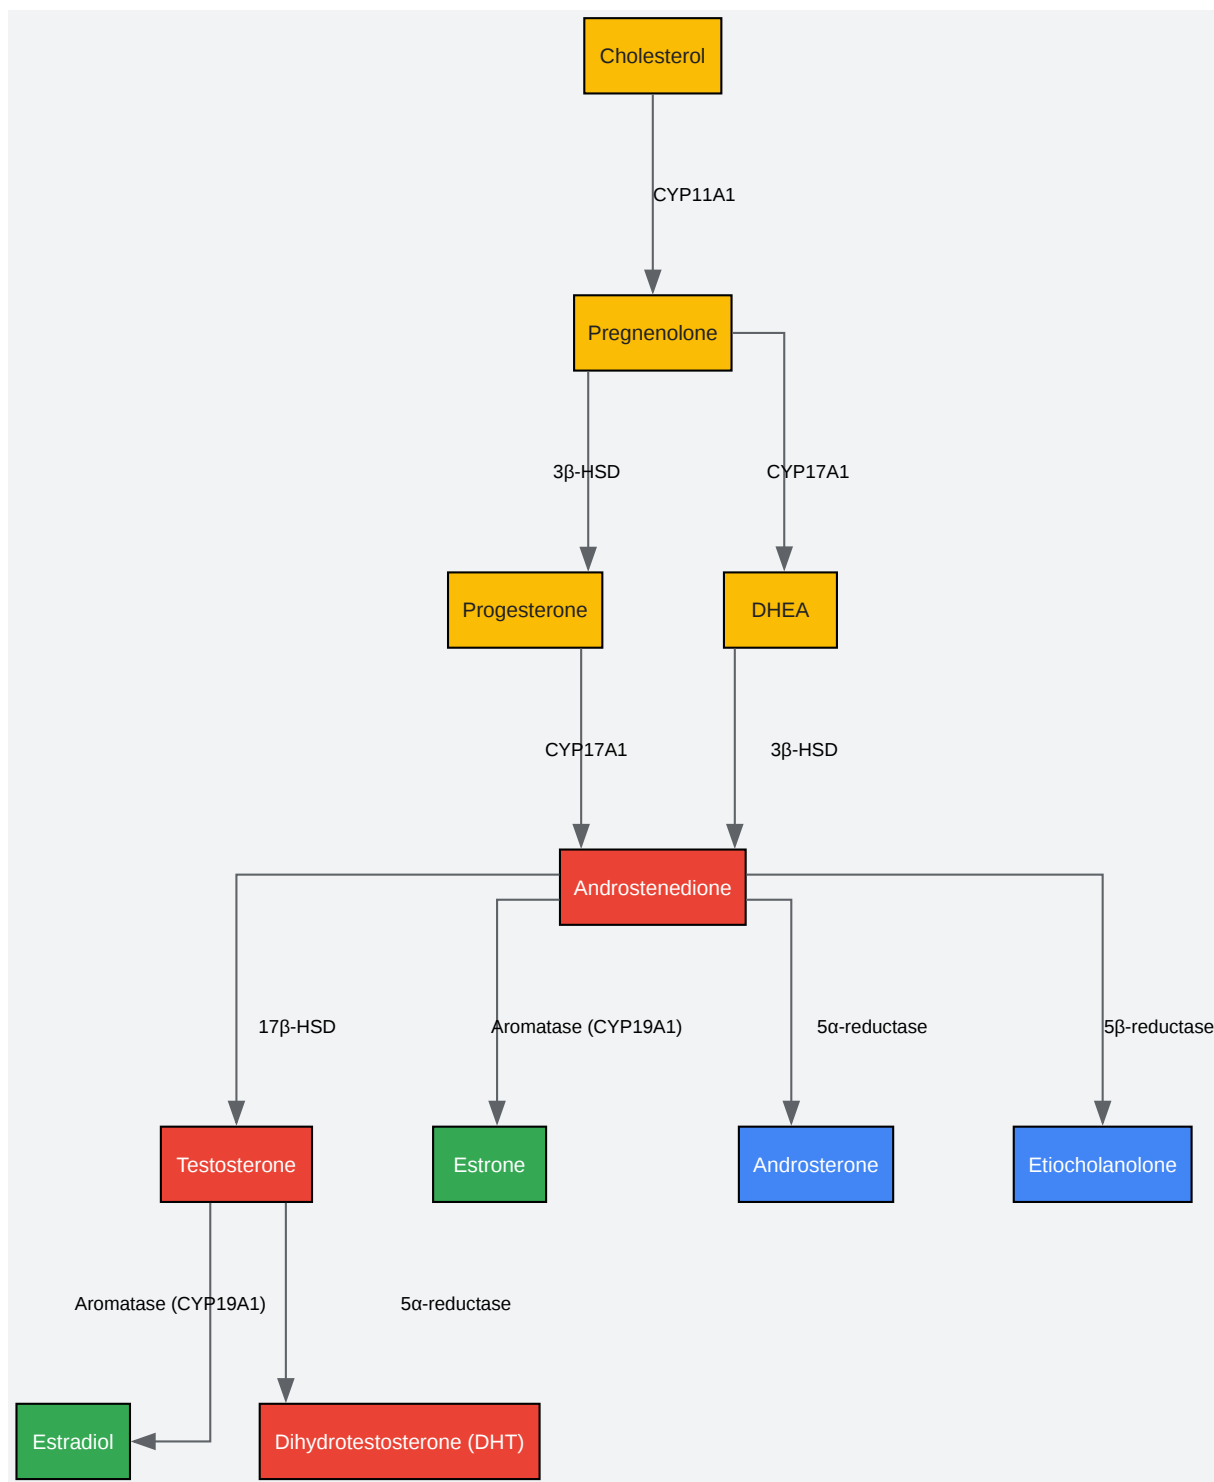 Cholesterol
CYP11A1
Pregnenolone
3β-HSD
CYP17A1
Progesterone
DHEA
CYP17A1
3β-HSD
Androstenedione
17β-HSD
Aromatase (CYP19A1)
5α-reductase
5β-reductase
Testosterone
Estrone
Androsterone
Etiocholanolone
Aromatase (CYP19A1)
5α-reductase
Estradiol
Dihydrotestosterone (DHT)